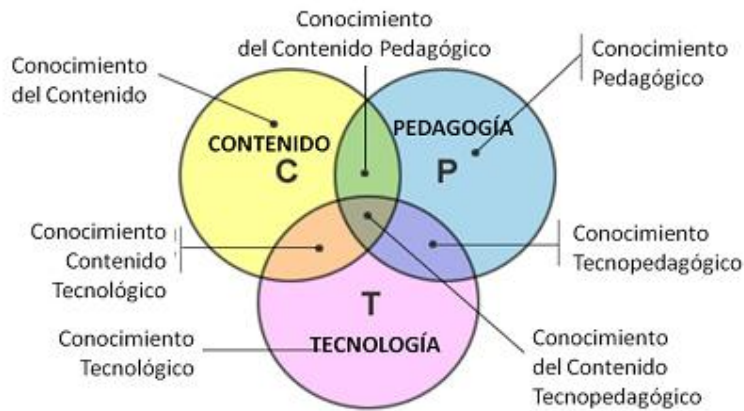 Conocimiento
del Contenido Pedagógico
Conocimiento
del Contenido
Conocimiento
Pedagógico
CONTENIDO
C
PEDAGOGÍA
P
Conocimiento
Contenido
Tecnológico
Conocimiento
Tecnopedagógico
T
TECNOLOGÍA
Conocimiento
Tecnológico
Conocimiento
del Contenido
Tecnopedagógico